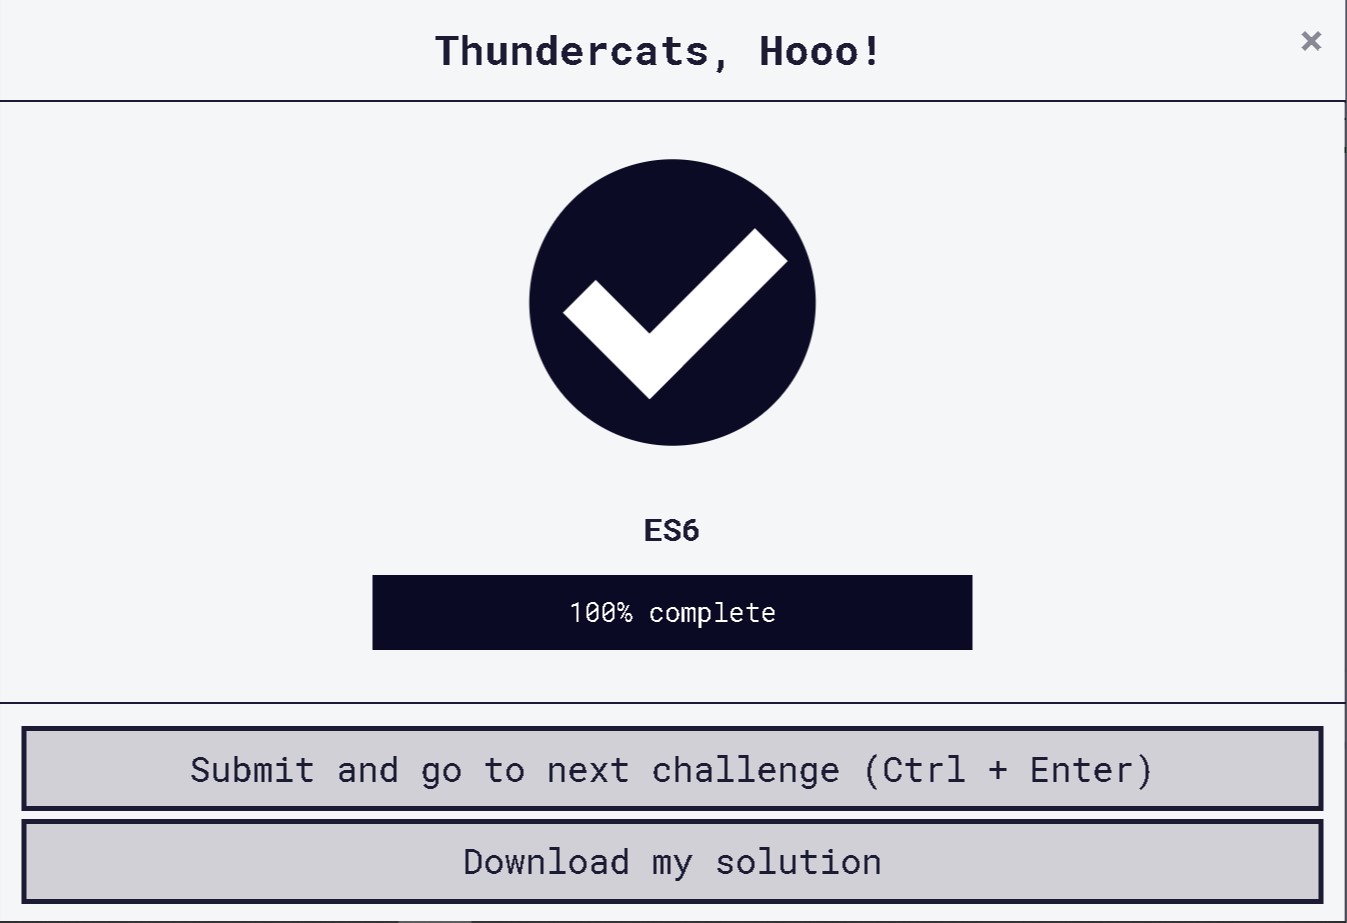 Thundercats, Hooo!
×
ES6
100% complete
Submit and go to next challenge (Ctrl + Enter)
Download my solution